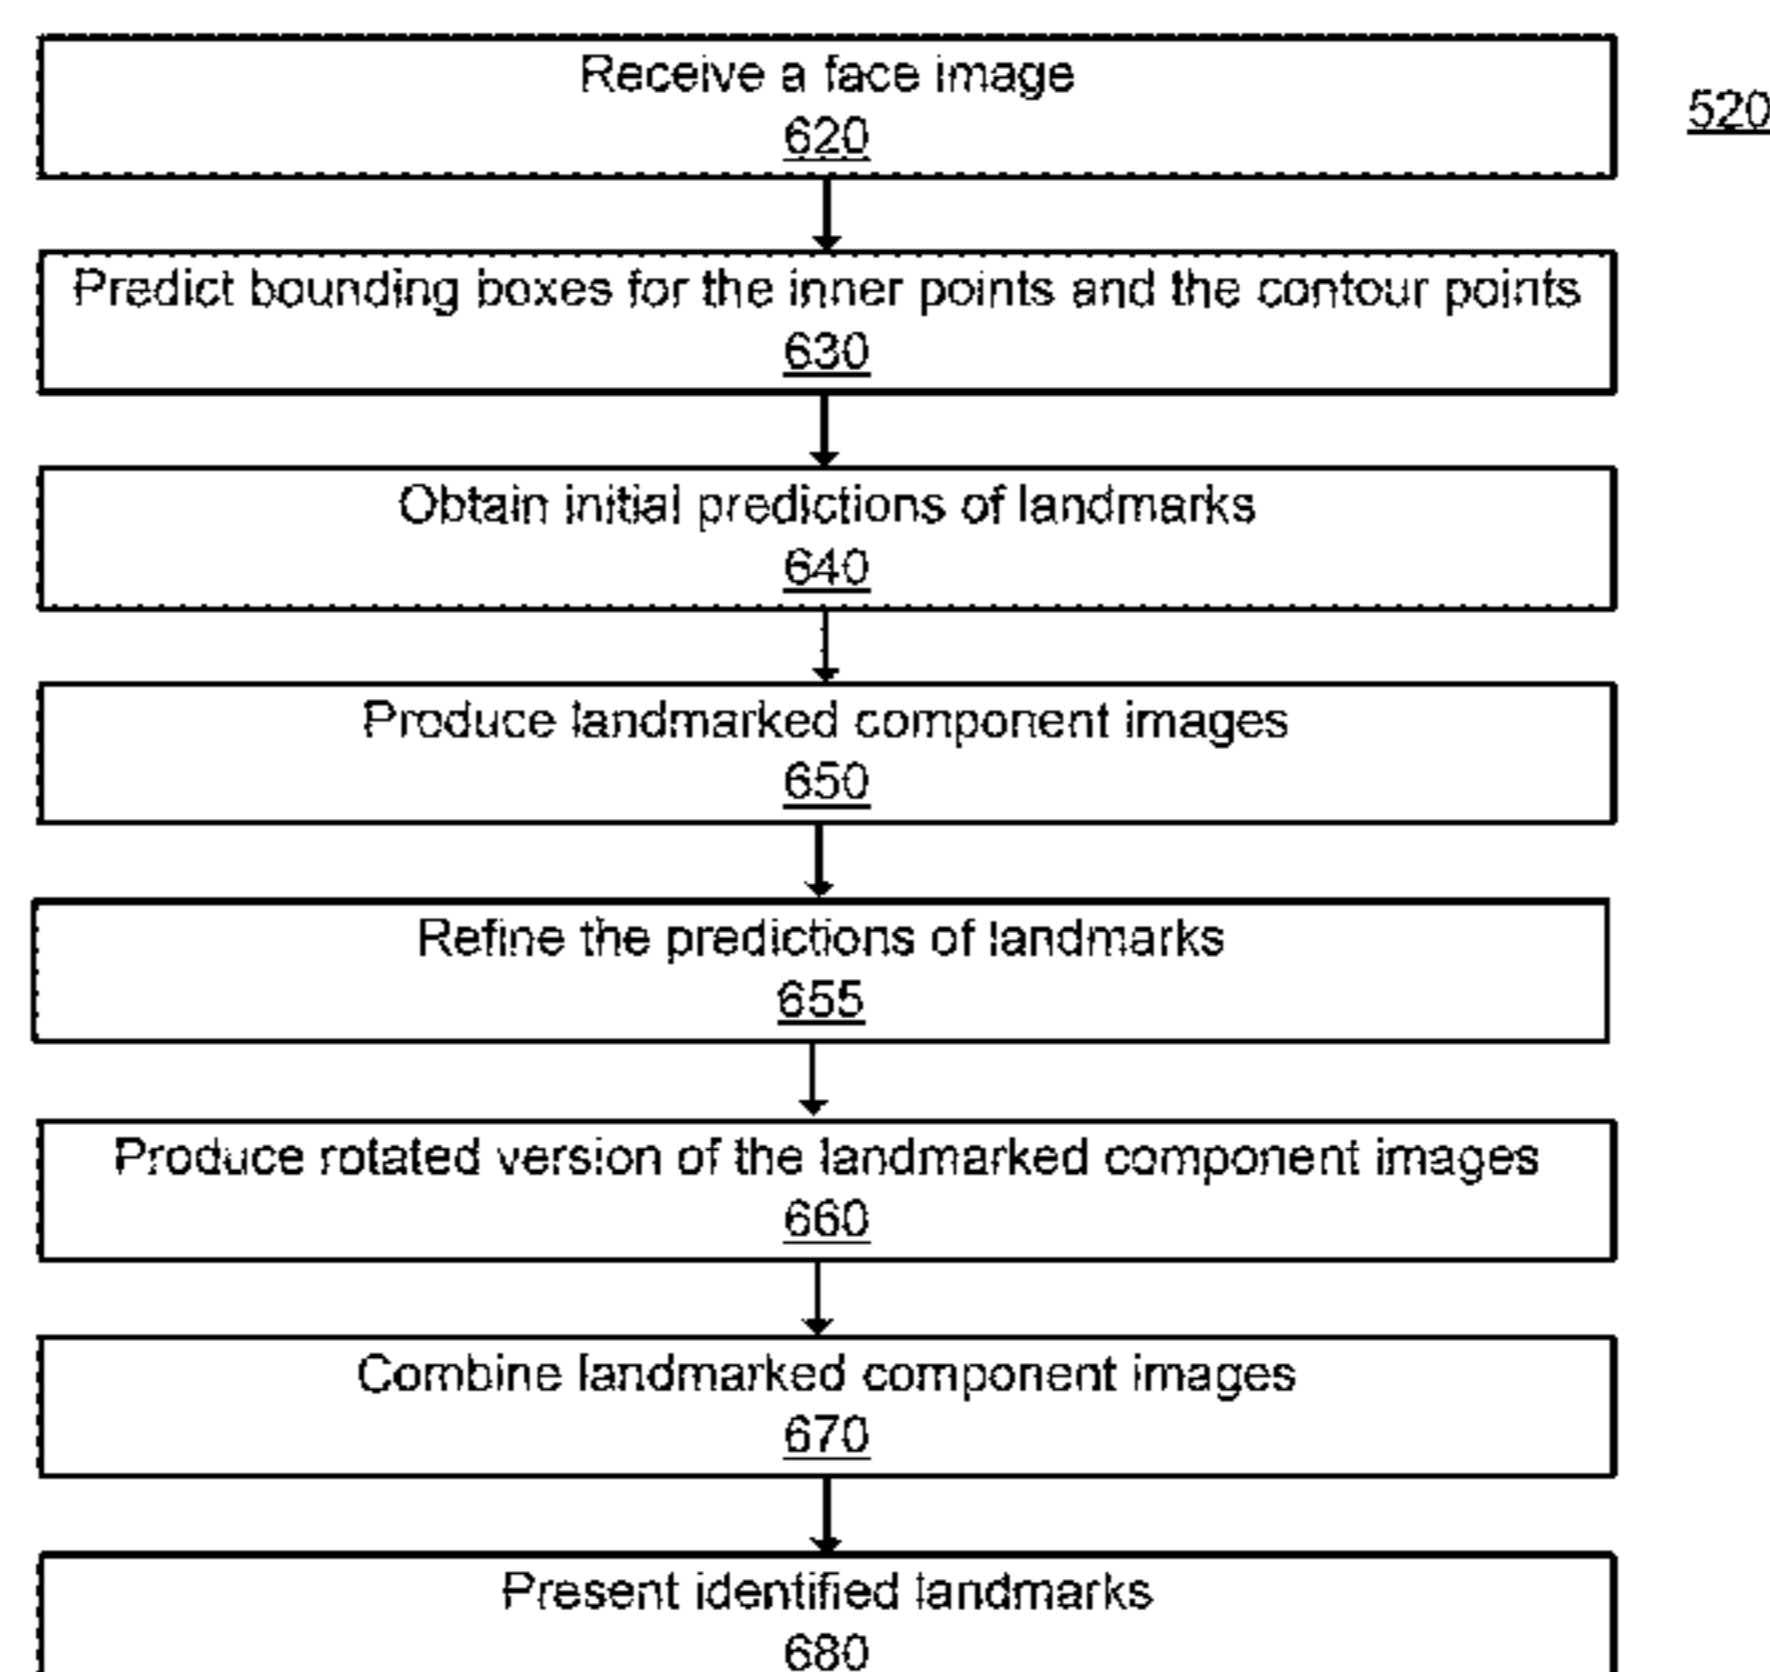 Receive a face image
620
520
Predict bounding boxes for the inner points and the contour points
630
Obtain initial predictions of landmarks
640
Produce landmarked component images
650
Refine the predictions of landmarks
655
Produce rotated version of the landmarked component images
660
Combine landmarked component images
670
Present identified landmarks
680